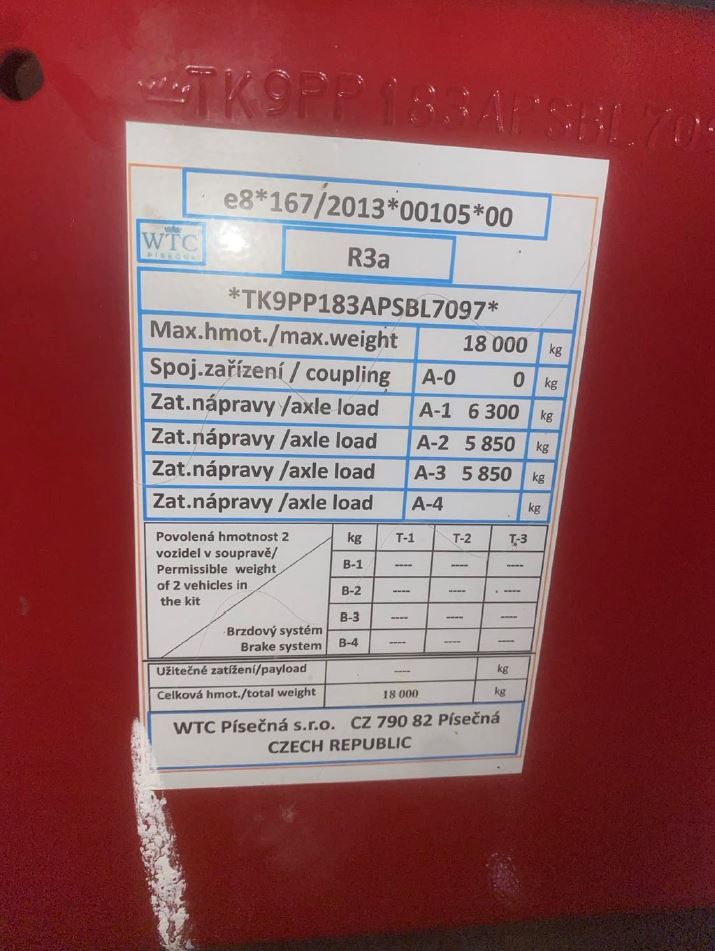 TK9PP183APSBL709
e8*167/2013*00105*00
WTC
PÍSEČNÁ
R3a
*TK9PP183APSBL7097*
Max.hmot./max.weight 18 000 kg
Spoj.zařízení / coupling A-0 0 kg
Zat.nápravy /axle load A-1 6 300 kg
Zat.nápravy /axle load A-2 5 850 kg
Zat.nápravy /axle load A-3 5 850 kg
Zat.nápravy /axle load A-4 kg
Povolená hmotnost 2
vozidel v soupravě/
Permissible weight
of 2 vehicles in
the kit
Brzdový systém
Brake system
kg T-1 T-2 T-3
B-1 ---- ---- ----
B-2 ---- ---- ----
B-3 ---- ---- ----
B-4 ---- ---- ----
Užitečné zatížení/payload ---- kg
Celková hmot./total weight 18 000 kg
WTC Písečná s.r.o. CZ 790 82 Písečná
CZECH REPUBLIC